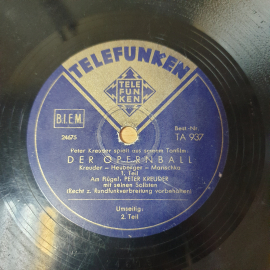 TELEFUNKEN
TELE
FUN
KEN
B.I.E.M.
Best-Nr.
TA 937
24675
Peter Kreuder spielt aus seinem Tonfilm:
DER OPERNBALL
Kreuder - Heuberger - Marischka
1. Teil
Am Flügel: PETER KREUDER
mit seinen Solisten
(Recht z. Rundfunkverbreitung vorbehalten)
Umseitig:
2. Teil